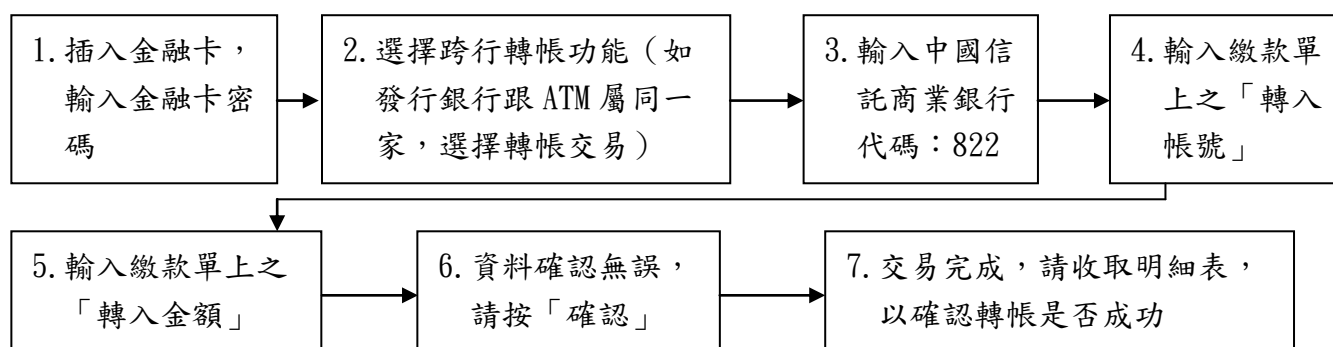 1.插入金融卡，
輸入金融卡密
碼
2.選擇跨行轉帳功能（如
發行銀行跟 ATM 屬同一
家，選擇轉帳交易）
3.輸入中國信
託商業銀行
代碼：822
4.輸入繳款單
上之「轉入
帳號」
5.輸入繳款單上之
「轉入金額」
6.資料確認無誤，
請按「確認」
7.交易完成，請收取明細表，
以確認轉帳是否成功